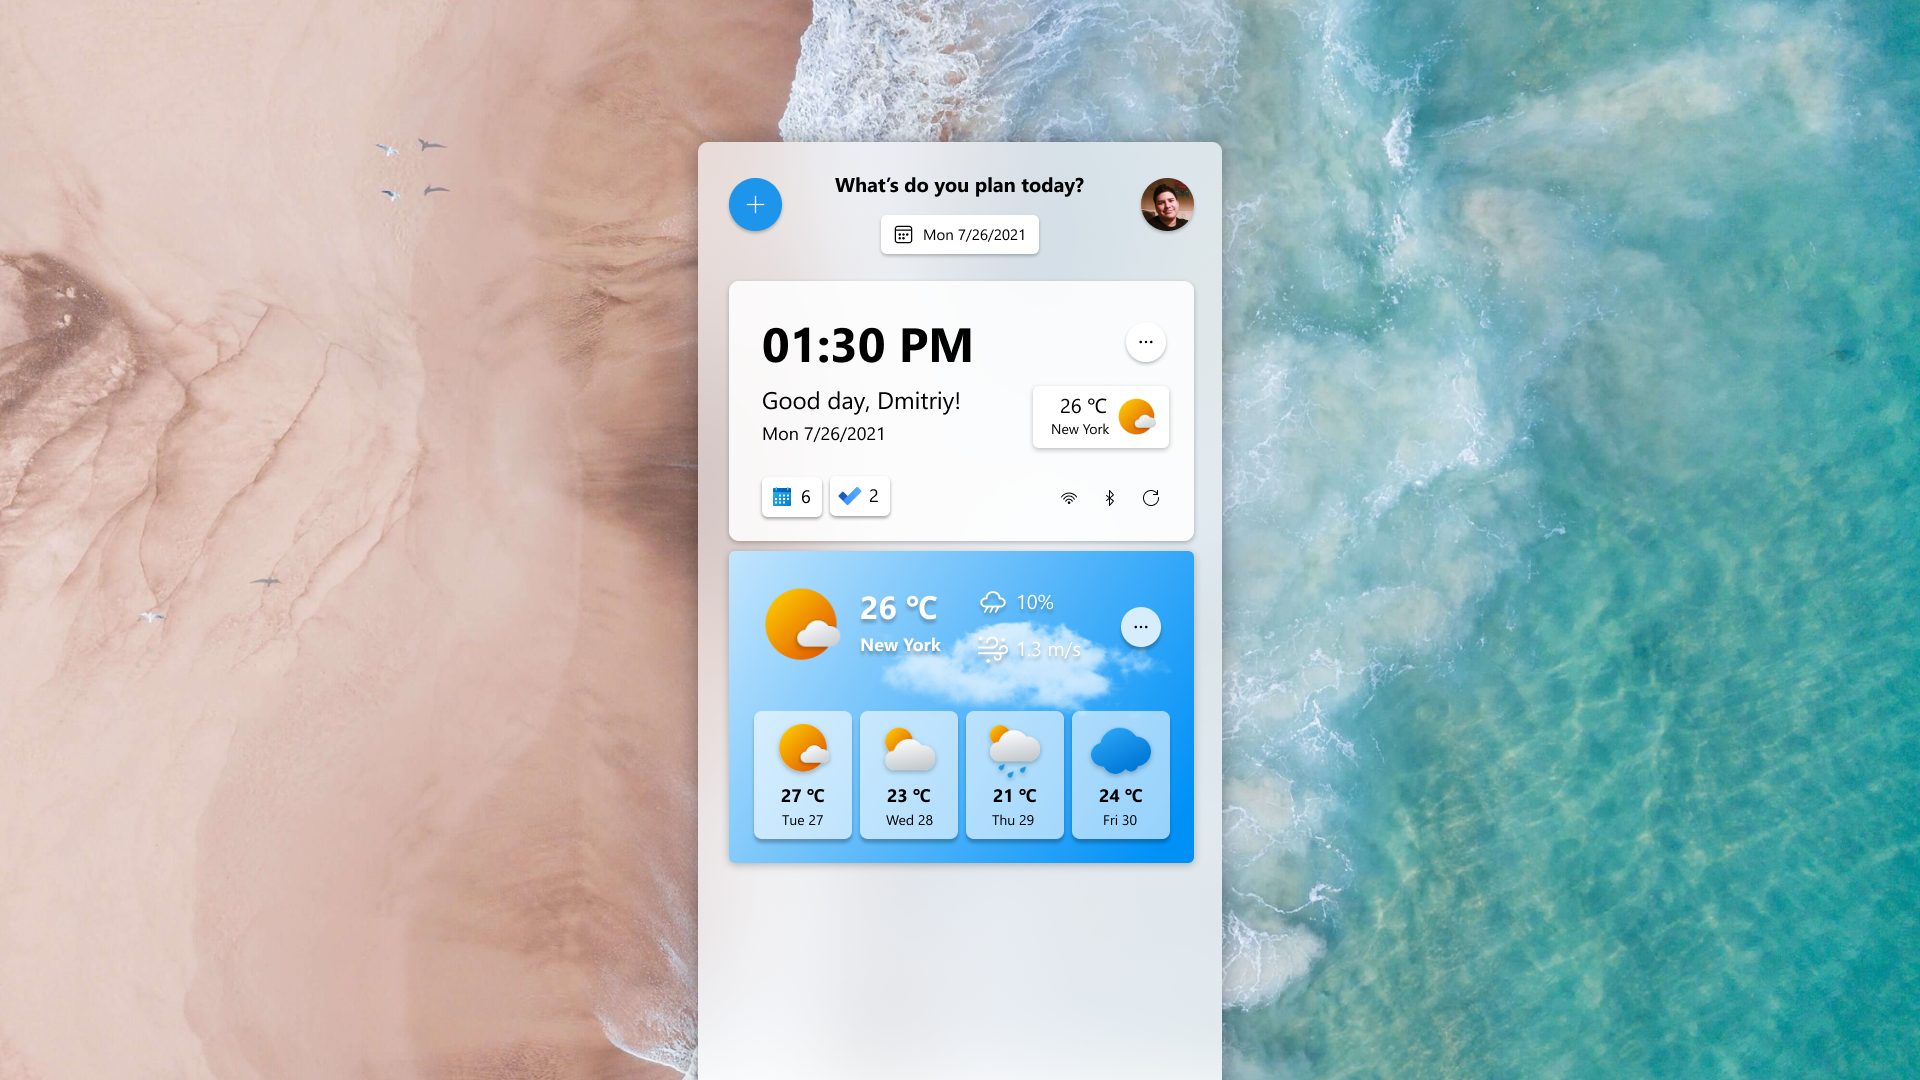 What’s do you plan today?
Mon 7/26/2021
01:30 PM
Good day, Dmitriy!
Mon 7/26/2021
26 °C
New York
6
2
26 °C
New York
10%
1.3 m/s
27 °C
Tue 27
23 °C
Wed 28
21 °C
Thu 29
24 °C
Fri 30